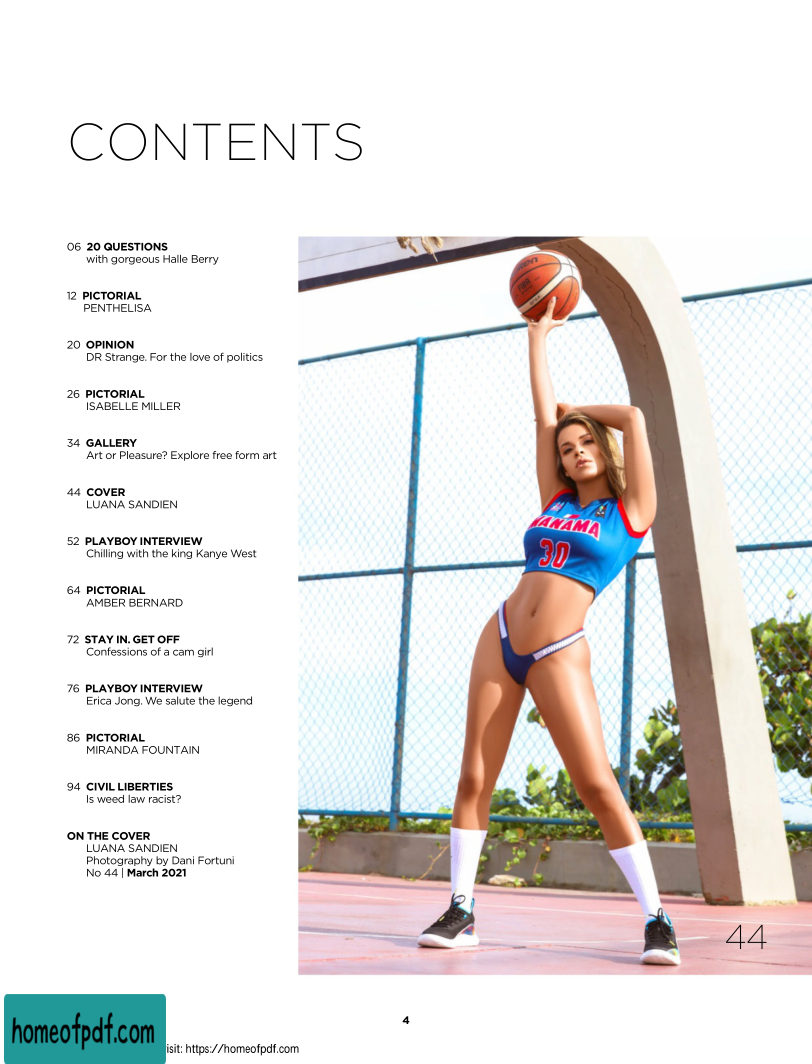 CONTENTS
06 20 QUESTIONS
with gorgeous Halle Berry
12 PICTORIAL
PENTHELISA
20 OPINION
DR Strange. For the love of politics
26 PICTORIAL
ISABELLE MILLER
34 GALLERY
Art or Pleasure? Explore free form art
44 COVER
LUANA SANDIEN
52 PLAYBOY INTERVIEW
Chilling with the king Kanye West
64 PICTORIAL
AMBER BERNARD
72 STAY IN. GET OFF
Confessions of a cam girl
76 PLAYBOY INTERVIEW
Erica Jong. We salute the legend
86 PICTORIAL
MIRANDA FOUNTAIN
94 CIVIL LIBERTIES
Is weed law racist?
ON THE COVER
LUANA SANDIEN
Photography by Dani Fortuni
No 44 | March 2021
PANAMA
30
44
4
homeofpdf.com
isit: https://homeofpdf.com